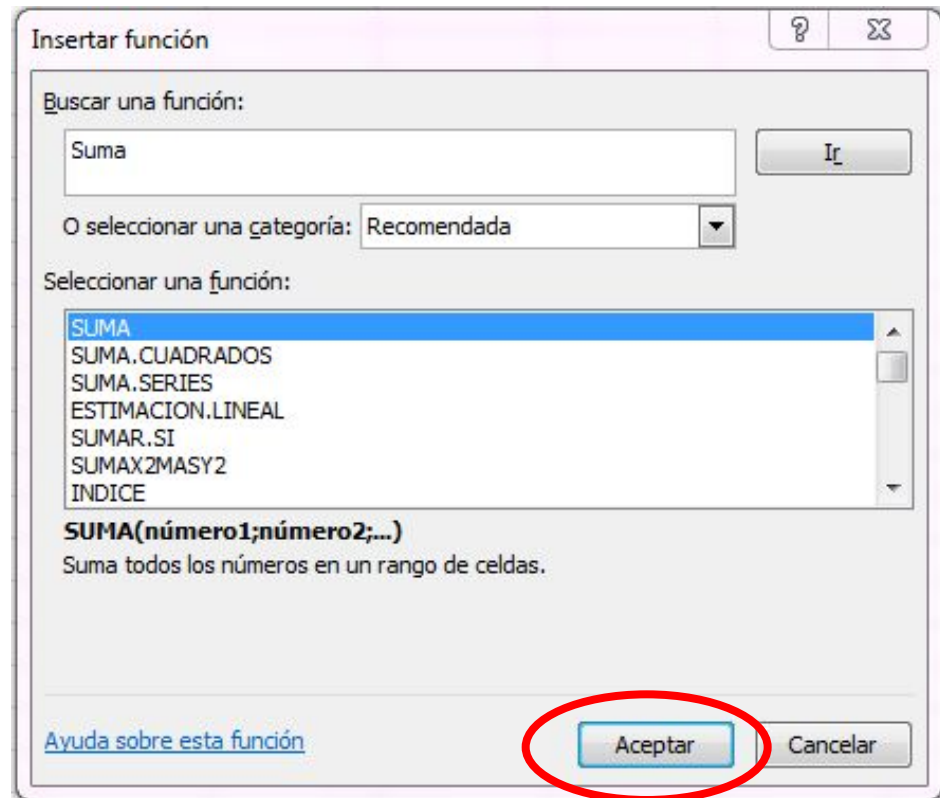 Insertar función
Buscar una función:
Suma
Ir
O seleccionar una categoría: Recomendada
Seleccionar una función:
SUMA
SUMA.CUADRADOS
SUMA.SERIES
ESTIMACION.LINEAL
SUMAR.SI
SUMAX2MASY2
INDICE
SUMA(número1;número2;...)
Suma todos los números en un rango de celdas.
Ayuda sobre esta función
Aceptar
Cancelar